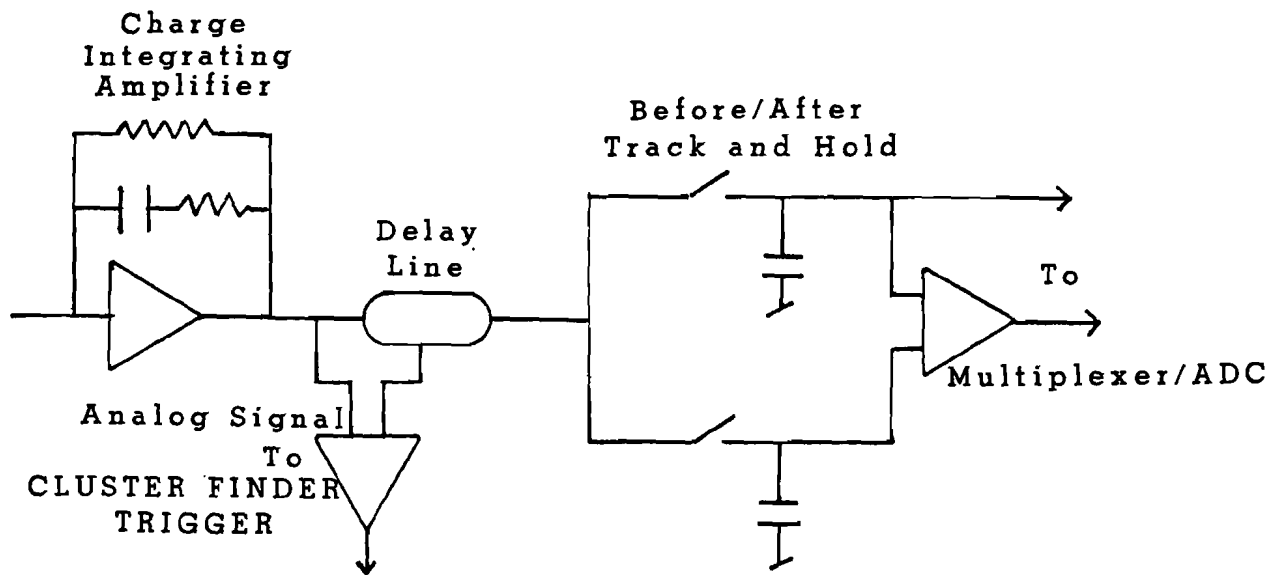 Charge
Integrating
Amplifier
Before/After
Track and Hold
Delay
Line
To
Multiplexer/ADC
Analog Signal
To
CLUSTER FINDER
TRIGGER